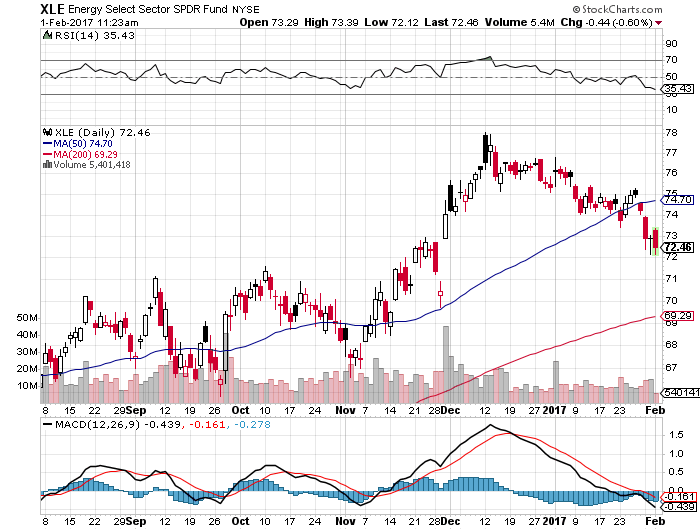 XLE Energy Select Sector SPDR Fund NYSE © StockCharts.com
1-Feb-2017 11:23am Open 73.29 High 73.39 Low 72.12 Last 72.46 Volume 5.4M Chg -0.44 (-0.60%)
RSI(14) 35.43
90
70
50
35.43
30
10
XLE (Daily) 72.46
MA(50) 74.70
MA(200) 69.29
Volume 5,401,418
78
77
76
75
74.70
74
73
72.46
72
71
70
69.29
69
68
67
50M
40M
30M
20M
10M
5401418
8 15 22 29 Sep 12 19 26 Oct 10 17 24 Nov 7 14 21 28 Dec 12 19 27 2017 9 17 23 Feb
MACD(12,26,9) -0.439, -0.161, -0.278
1.5
1.0
0.5
0.0
-0.161
-0.439
8 15 22 29 Sep 12 19 26 Oct 10 17 24 Nov 7 14 21 28 Dec 12 19 27 2017 9 17 23 Feb